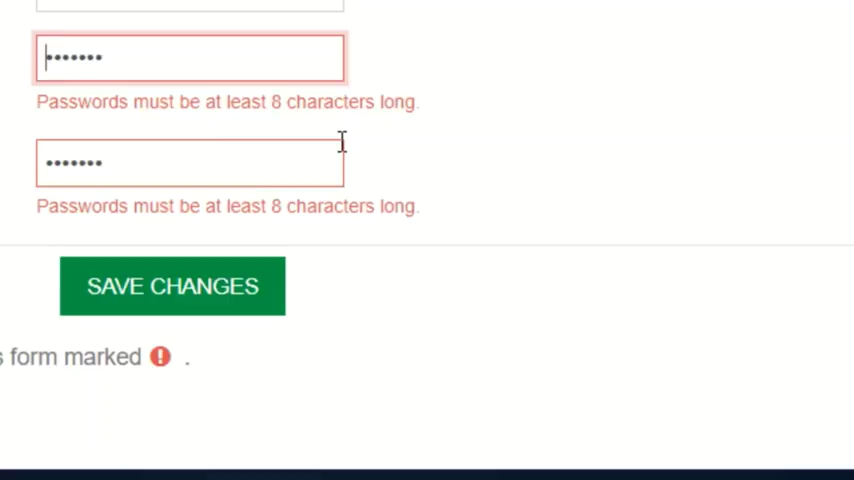 •••••••
Passwords must be at least 8 characters long.
•••••••
Passwords must be at least 8 characters long.
SAVE CHANGES
s form marked .